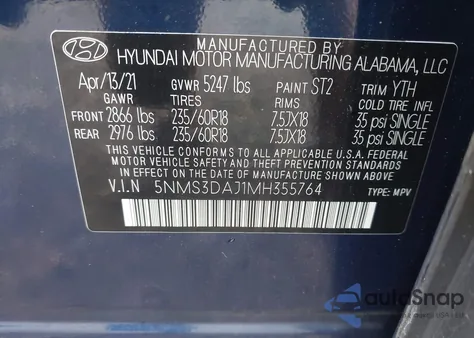 MANUFACTURED BY
HYUNDAI MOTOR MANUFACTURING ALABAMA, LLC
Apr/13/21 GVWR 5247 lbs PAINT ST2 TRIM YTH
GAWR TIRES RIMS COLD TIRE INFL
FRONT 2866 lbs 235/60R18 7.5JX18 35 psi SINGLE
REAR 2976 lbs 235/60R18 7.5JX18 35 psi SINGLE
THIS VEHICLE CONFORMS TO ALL APPLICABLE FEDERAL
MOTOR VEHICLE SAFETY AND THEFT PREVENTION STANDARDS
IN EFFECT ON THE DATE OF MANUFACTURE SHOWN ABOVE.
V.I.N 5NMS3DAJ1MH355764 TYPE: MPV
autoSnap